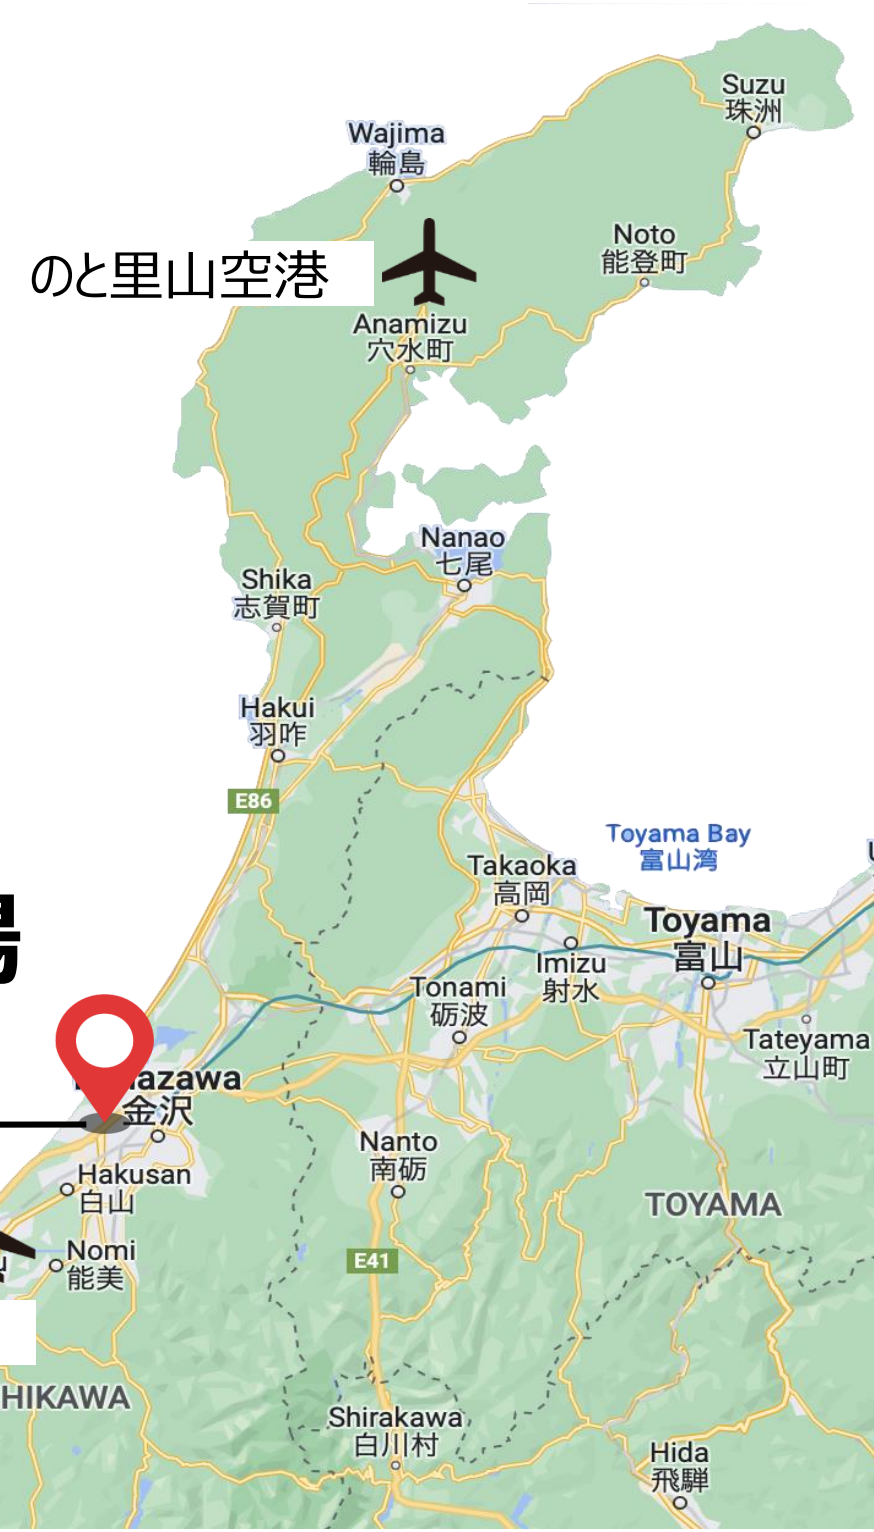 Suzu
珠洲
Wajima
輪島
Noto
能登町
のと里山空港
Anamizu
穴水町
Nanao
七尾
Shika
志賀町
Hakui
羽咋
E86
Toyama Bay
富山湾
Takaoka
高岡
Toyama
富山
Imizu
射水
Tonami
砺波
Tateyama
立山町
azawa
金沢
Nanto
南砺
Hakusan
白山
TOYAMA
Nomi
能美
E41
HIKAWA
Shirakawa
白川村
Hida
飛騨